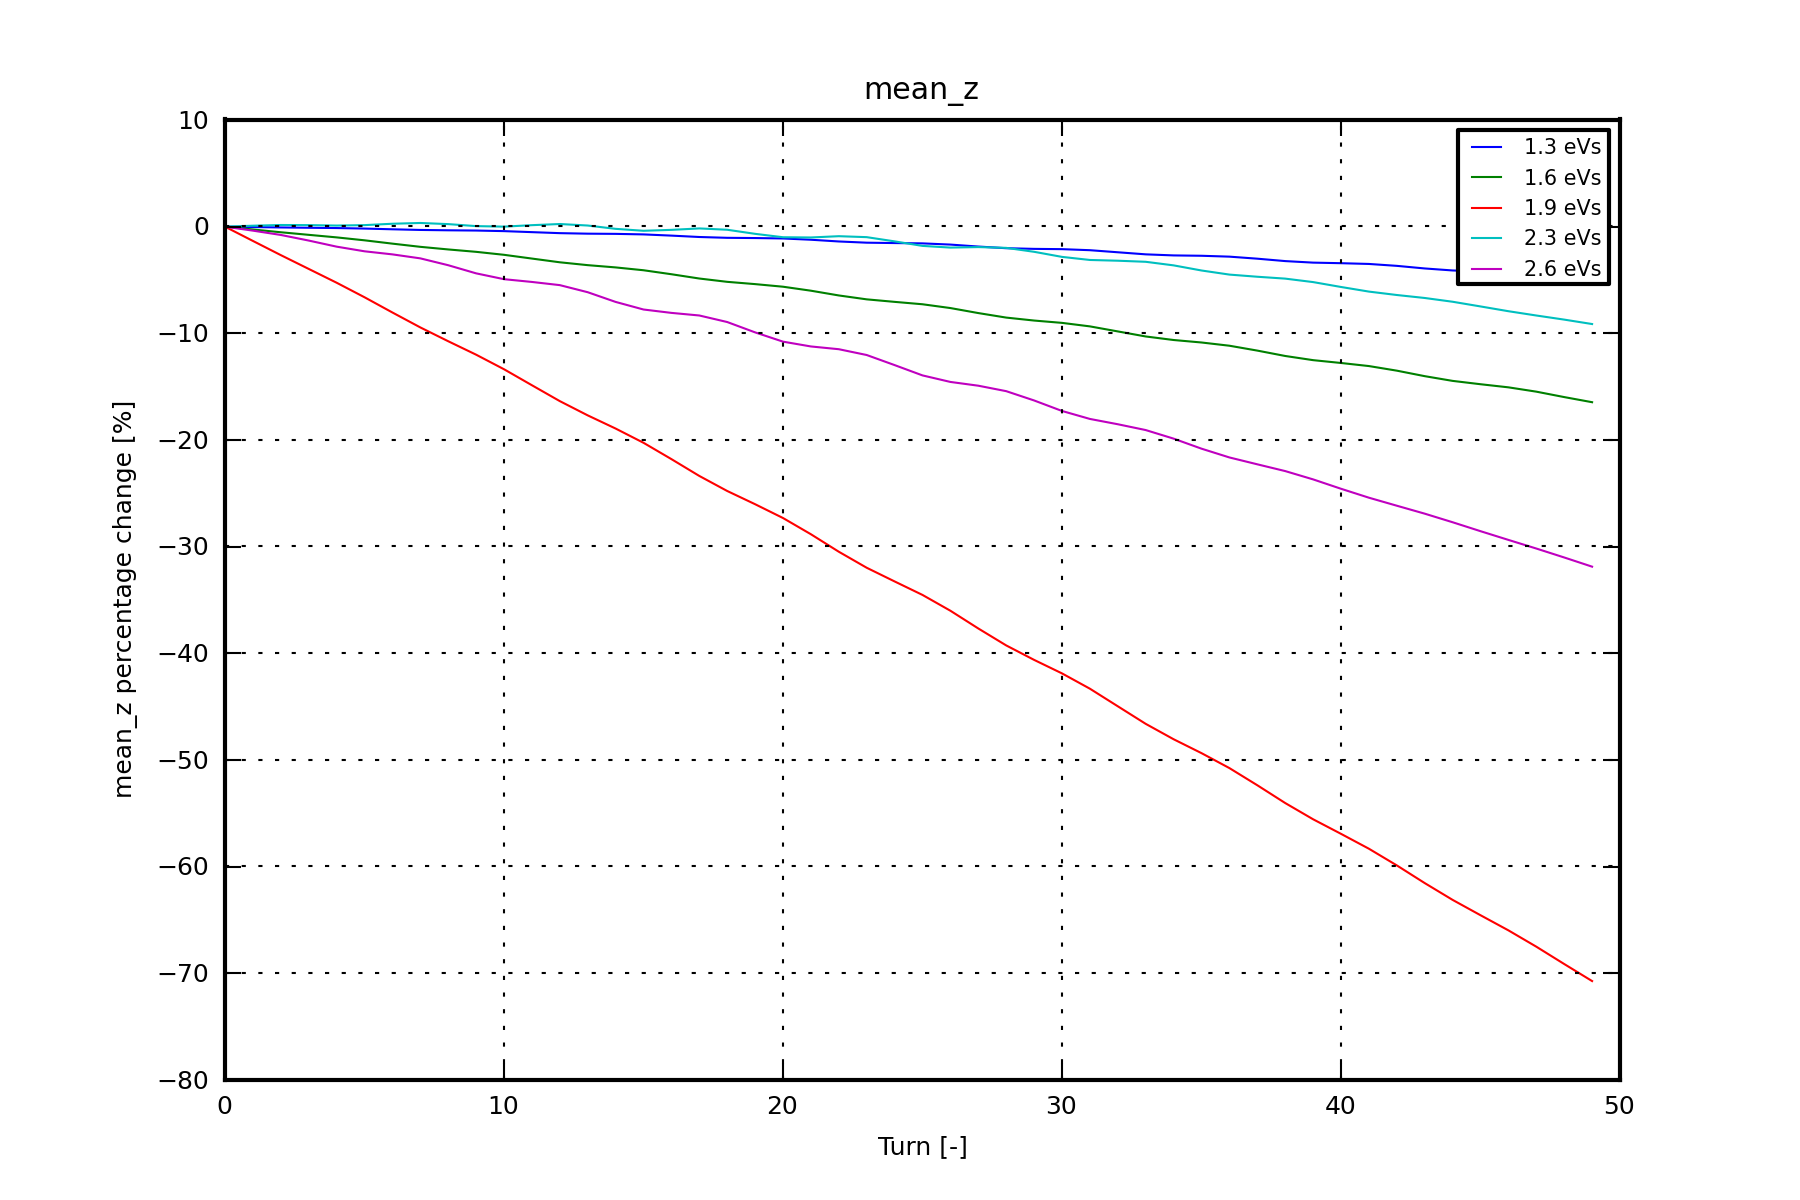 mean_z
10
0
−10
−20
−30
−40
−50
−60
−70
−80
mean_z percentage change [%]
1.3 eVs
1.6 eVs
1.9 eVs
2.3 eVs
2.6 eVs
0 10 20 30 40 50
Turn [-]